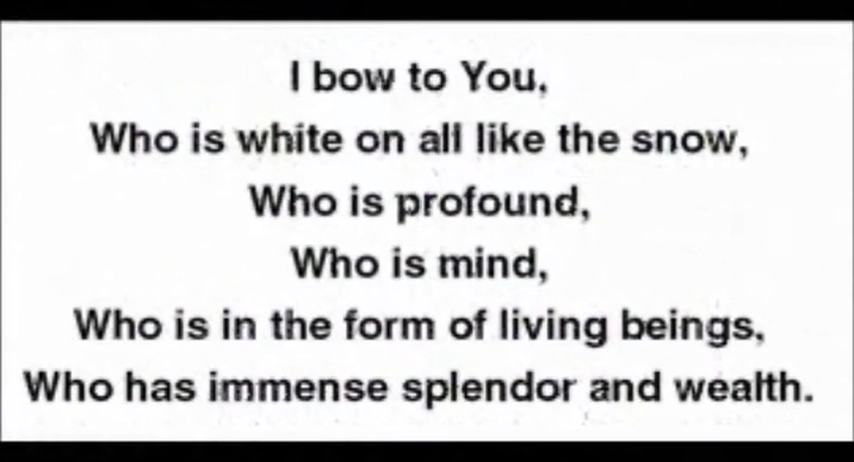 I bow to You,
Who is white on all like the snow,
Who is profound,
Who is mind,
Who is in the form of living beings,
Who has immense splendor and wealth.